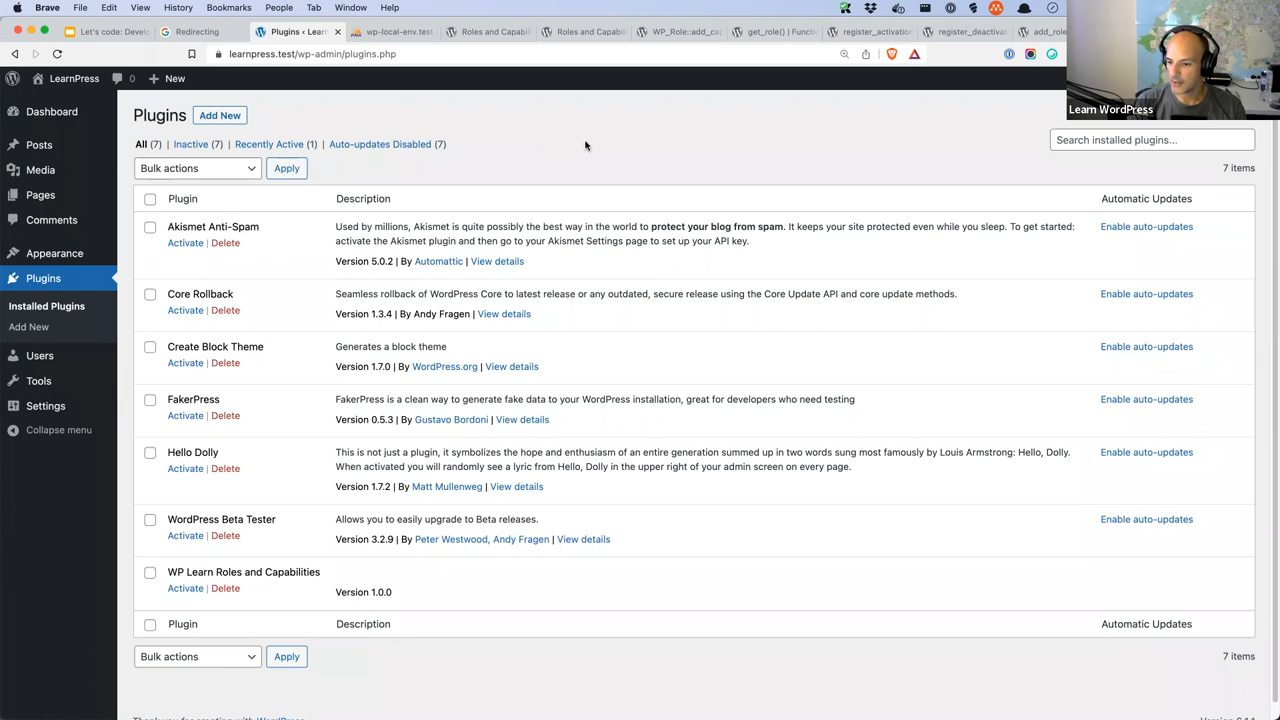 Brave File Edit View History Bookmarks People Tab Window Help
Let's code: Develo
Redirecting
Plugins ‹ Learn
wp-local-env.test
Roles and Capabili
Roles and Capabili
WP_Role::add_ca
get_role() | Functi
register_activatio
register_deactivat
add_role
learnpress.test/wp-admin/plugins.php
LearnPress 0 New
Learn WordPress
Dashboard
Posts
Media
Pages
Comments
Appearance
Plugins
Installed Plugins
Add New
Users
Tools
Settings
Collapse menu
Plugins Add New
All (7) | Inactive (7) | Recently Active (1) | Auto-updates Disabled (7)
Search installed plugins...
Bulk actions Apply
7 items
Plugin Description Automatic Updates
Akismet Anti-Spam
Activate | Delete
Used by millions, Akismet is quite possibly the best way in the world to protect your blog from spam. It keeps your site protected even while you sleep. To get started:
activate the Akismet plugin and then go to your Akismet Settings page to set up your API key.
Version 5.0.2 | By Automattic | View details
Enable auto-updates
Core Rollback
Activate | Delete
Seamless rollback of WordPress Core to latest release or any outdated, secure release using the Core Update API and core update methods.
Version 1.3.4 | By Andy Fragen | View details
Enable auto-updates
Create Block Theme
Activate | Delete
Generates a block theme
Version 1.7.0 | By WordPress.org | View details
Enable auto-updates
FakerPress
Activate | Delete
FakerPress is a clean way to generate fake data to your WordPress installation, great for developers who need testing
Version 0.5.3 | By Gustavo Bordoni | View details
Enable auto-updates
Hello Dolly
Activate | Delete
This is not just a plugin, it symbolizes the hope and enthusiasm of an entire generation summed up in two words sung most famously by Louis Armstrong: Hello, Dolly.
When activated you will randomly see a lyric from Hello, Dolly in the upper right of your admin screen on every page.
Version 1.7.2 | By Matt Mullenweg | View details
Enable auto-updates
WordPress Beta Tester
Activate | Delete
Allows you to easily upgrade to Beta releases.
Version 3.2.9 | By Peter Westwood, Andy Fragen | View details
Enable auto-updates
WP Learn Roles and Capabilities
Activate | Delete
Version 1.0.0
Plugin Description Automatic Updates
Bulk actions Apply
7 items